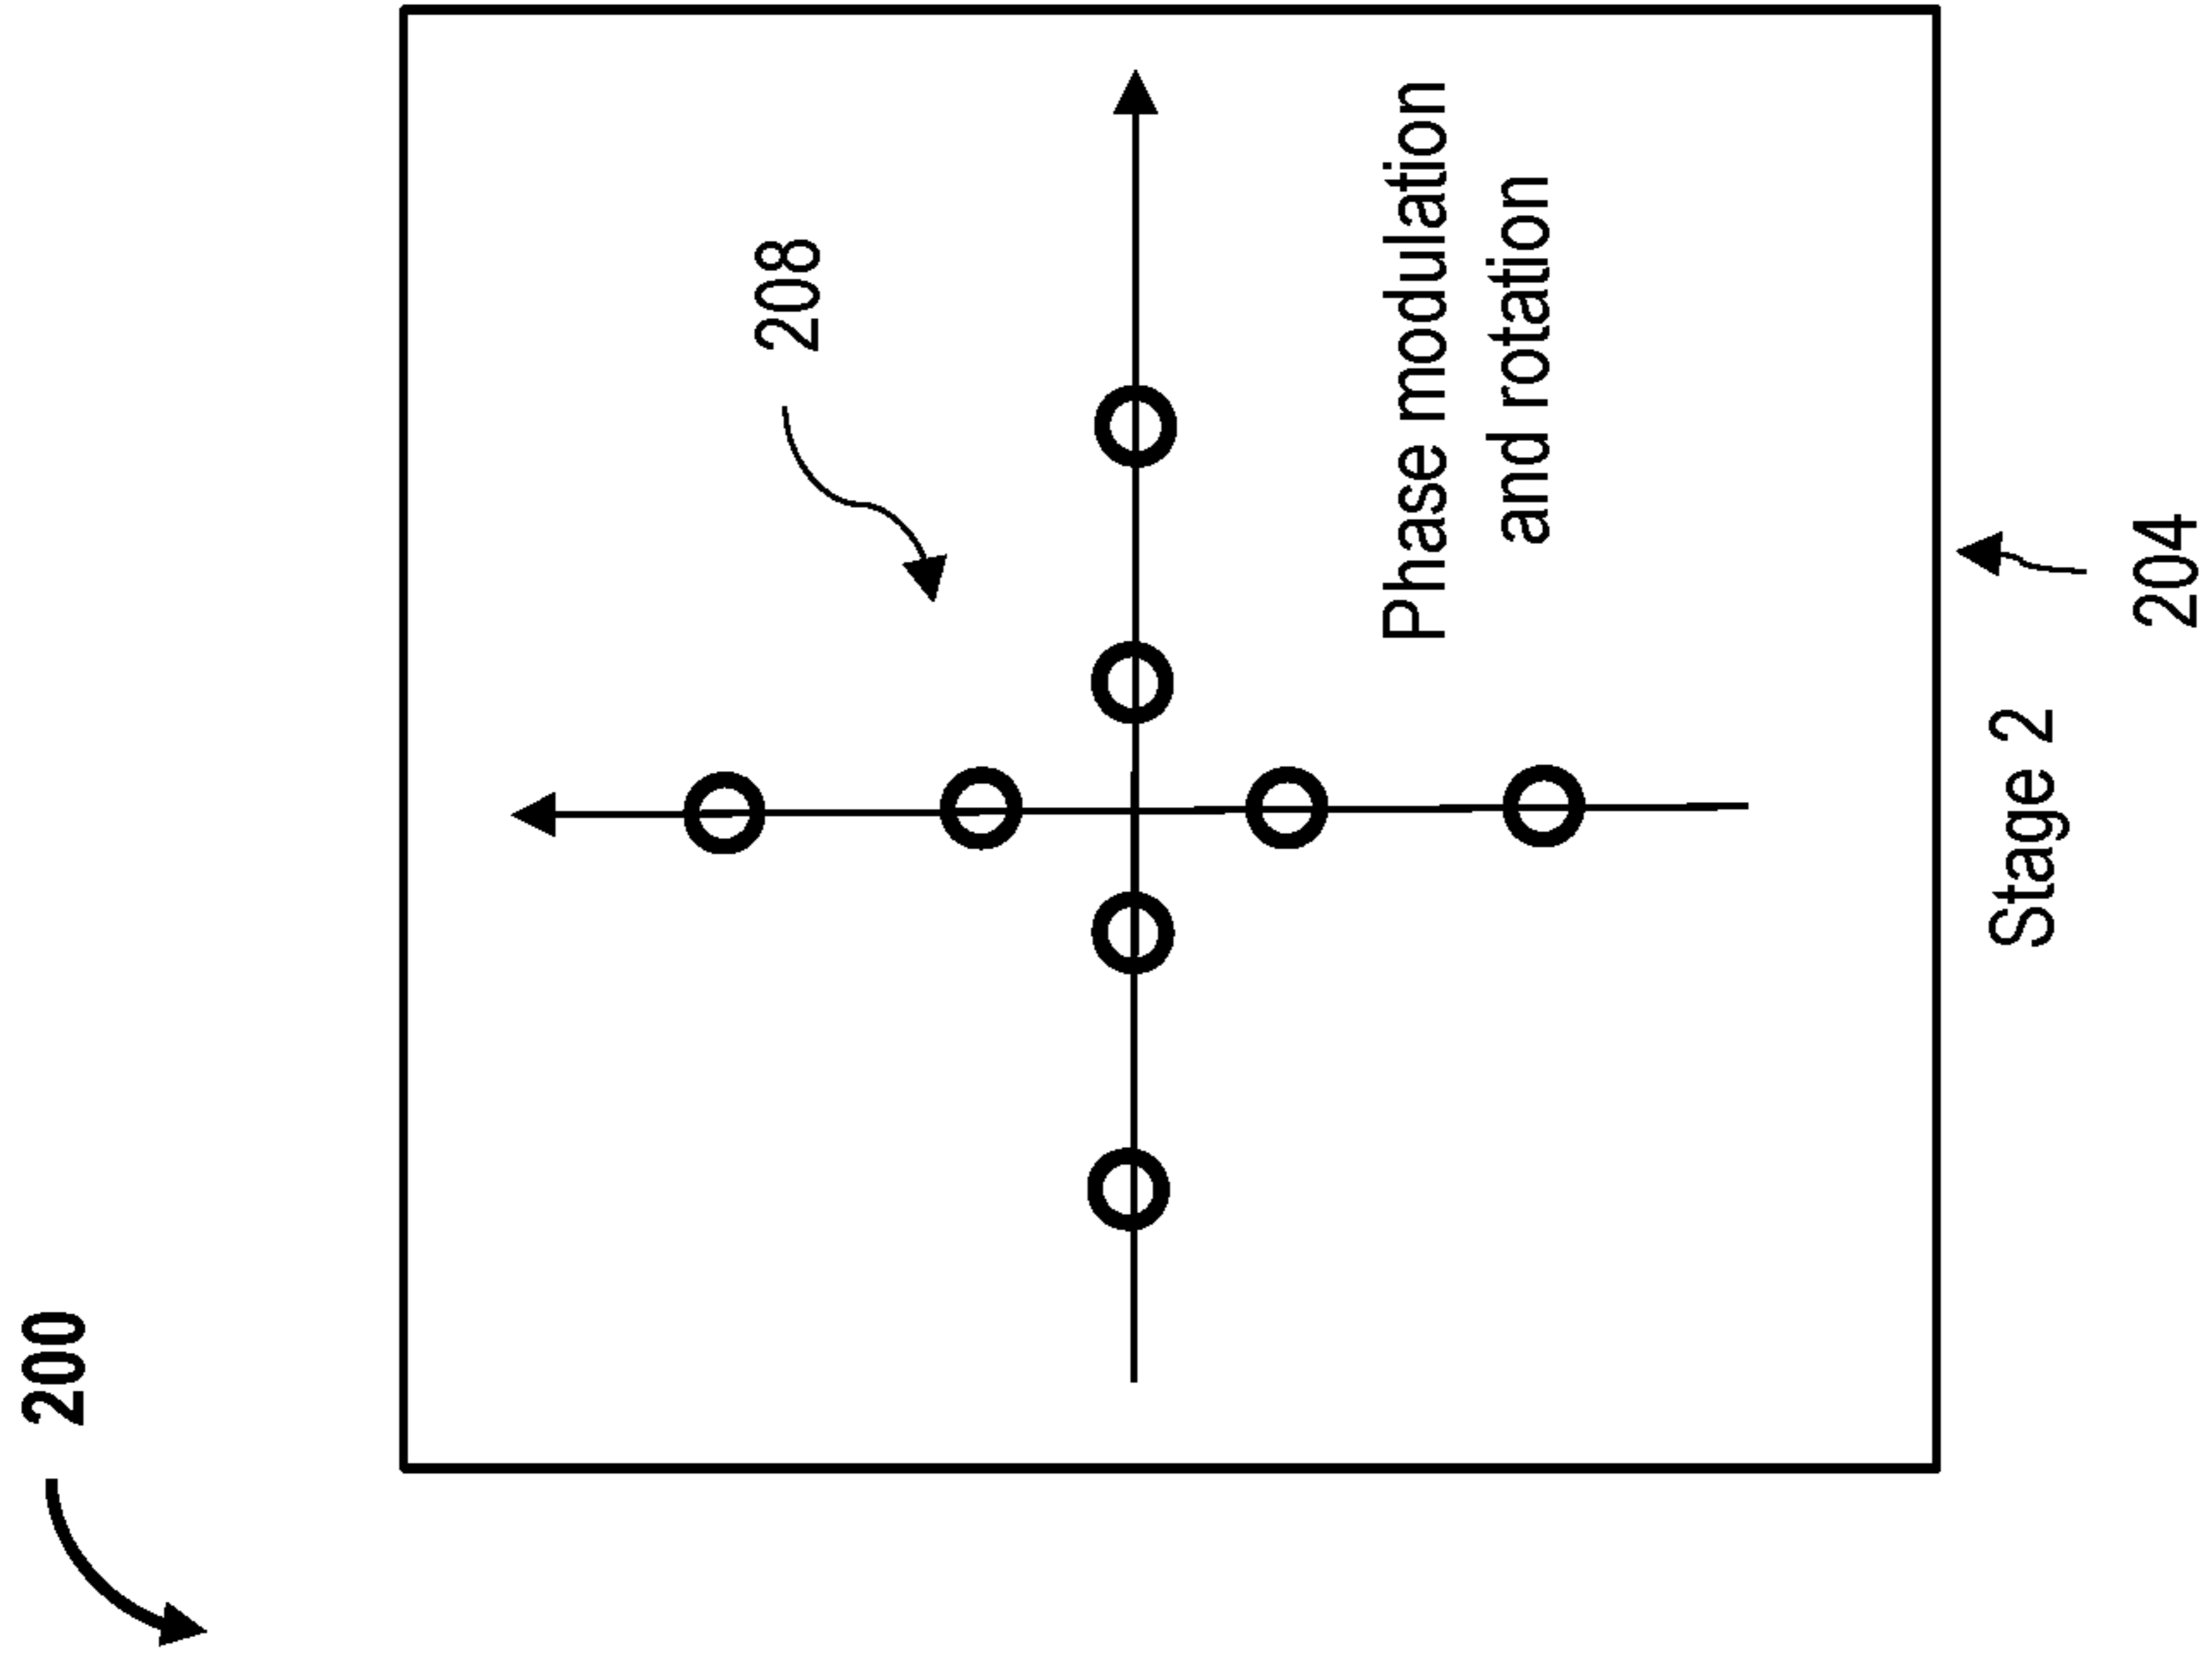 200
208
Phase modulation
and rotation
Stage 2
204